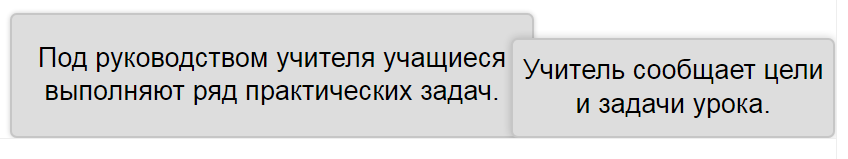 Под руководством учителя учащиеся
выполняют ряд практических задач.
Учитель сообщает цели
и задачи урока.